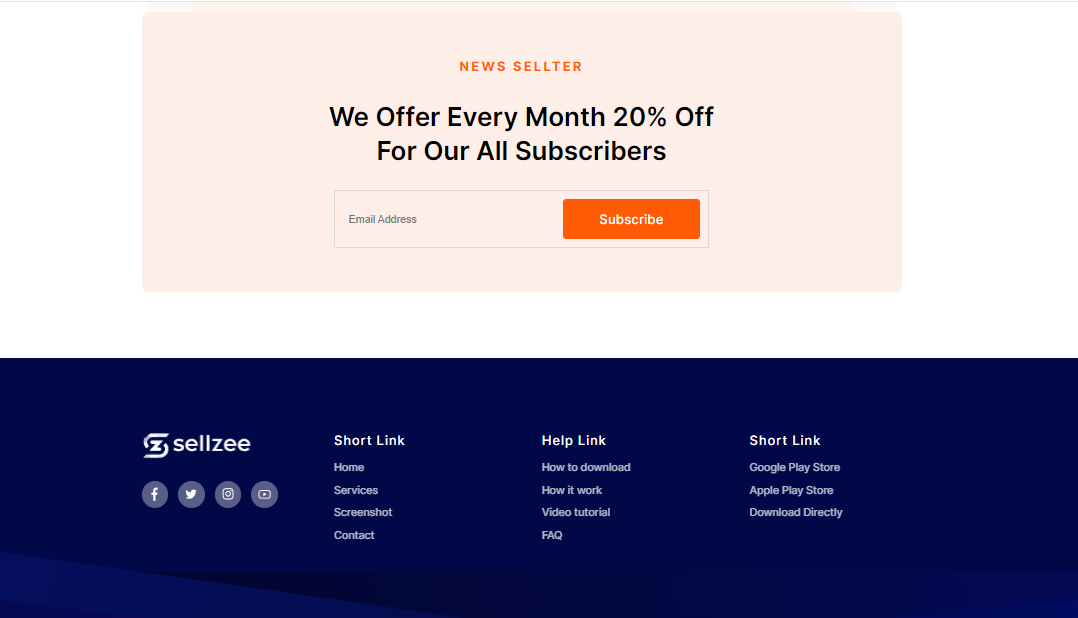 NEWS SELLTER
We Offer Every Month 20% Off
For Our All Subscribers
Email Address
Subscribe
sellzee
Short Link
Home
Services
Screenshot
Contact
Help Link
How to download
How it work
Video tutorial
FAQ
Short Link
Google Play Store
Apple Play Store
Download Directly